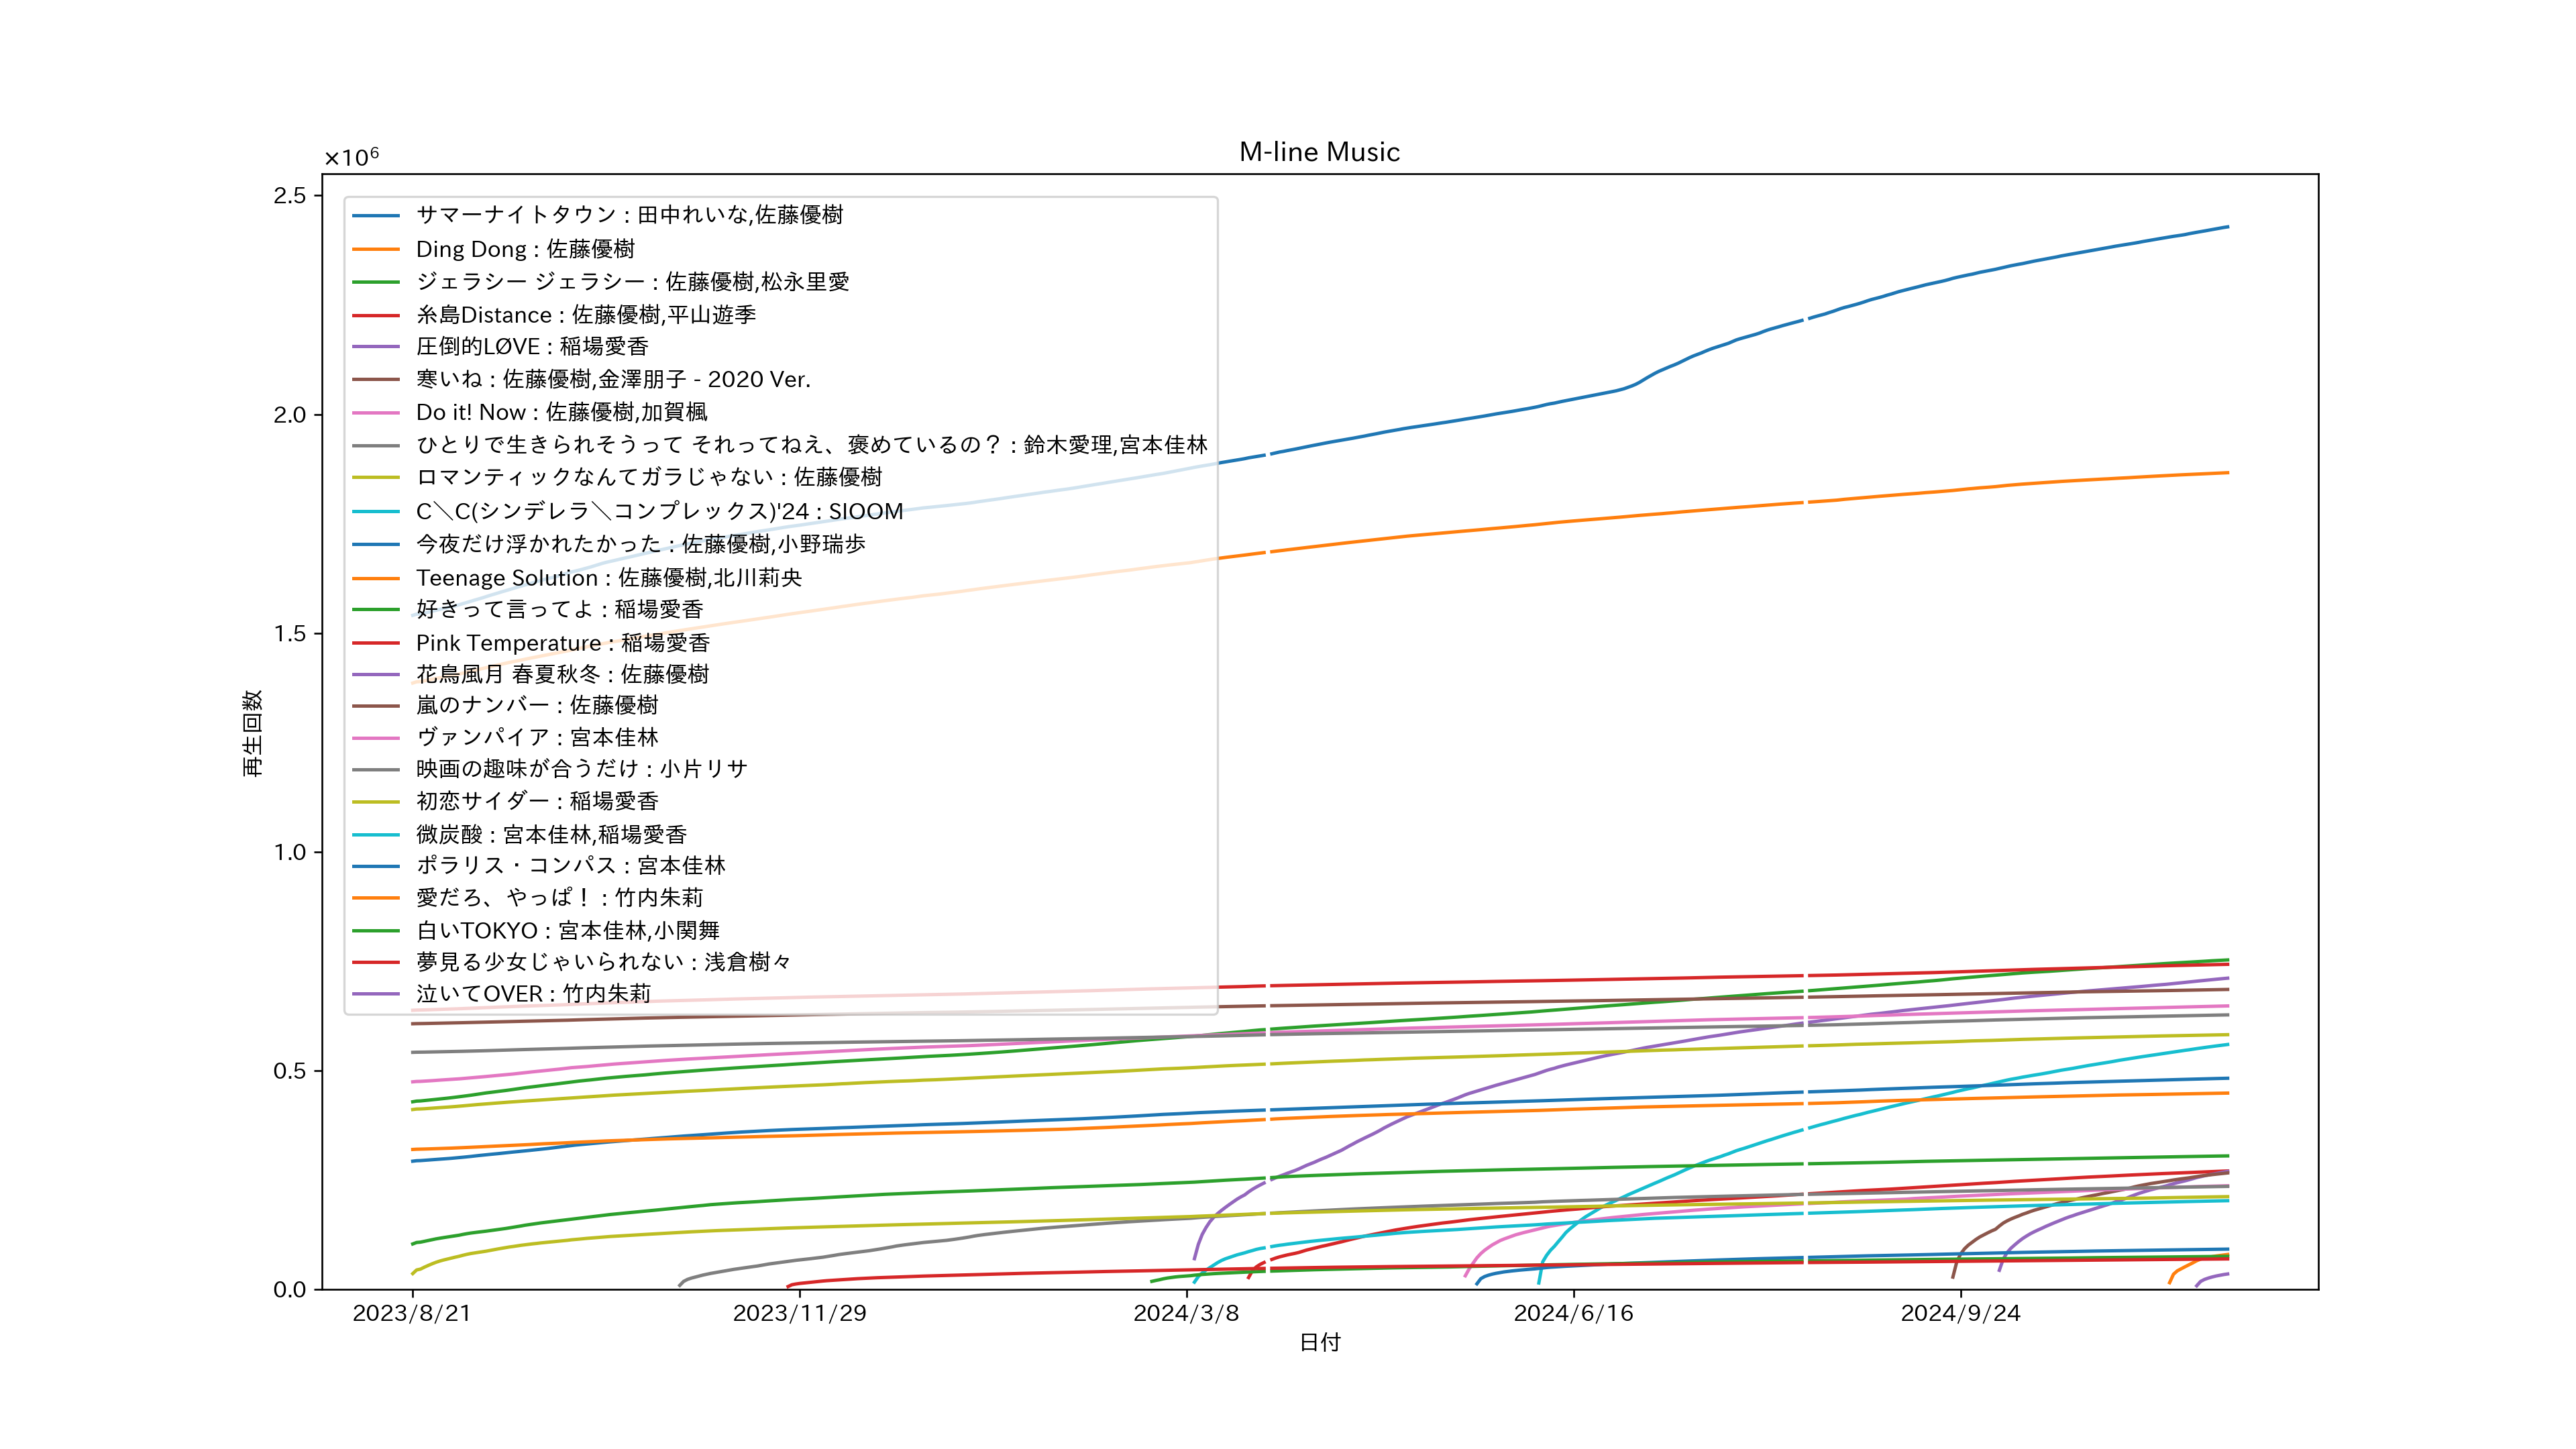 M-line Music
×10⁶
2.5
2.0
1.5
1.0
0.5
0.0
再生回数
サマーナイトタウン : 田中れいな,佐藤優樹
Ding Dong : 佐藤優樹
ジェラシー ジェラシー : 佐藤優樹,松永里愛
糸島Distance : 佐藤優樹,平山遊季
圧倒的LØVE : 稲場愛香
寒いね : 佐藤優樹,金澤朋子 - 2020 Ver.
Do it! Now : 佐藤優樹,加賀楓
ひとりで生きられそうって それってねえ、褒めているの？ : 鈴木愛理,宮本佳林
ロマンティックなんてガラじゃない : 佐藤優樹
C＼C(シンデレラ＼コンプレックス)'24 : SIOOM
今夜だけ浮かれたかった : 佐藤優樹,小野瑞歩
Teenage Solution : 佐藤優樹,北川莉央
好きって言ってよ : 稲場愛香
Pink Temperature : 稲場愛香
花鳥風月 春夏秋冬 : 佐藤優樹
嵐のナンバー : 佐藤優樹
ヴァンパイア : 宮本佳林
映画の趣味が合うだけ : 小片リサ
初恋サイダー : 稲場愛香
微炭酸 : 宮本佳林,稲場愛香
ポラリス・コンパス : 宮本佳林
愛だろ、やっぱ！ : 竹内朱莉
白いTOKYO : 宮本佳林,小関舞
夢見る少女じゃいられない : 浅倉樹々
泣いてOVER : 竹内朱莉
2023/8/21
2023/11/29
2024/3/8
2024/6/16
2024/9/24
日付